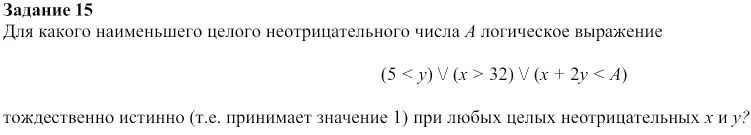 Задание 15
Для какого наименьшего целого неотрицательного числа A логическое выражение
(5 < y) \/ (x > 32) \/ (x + 2y < A)
тождественно истинно (т.е. принимает значение 1) при любых целых неотрицательных x и y?